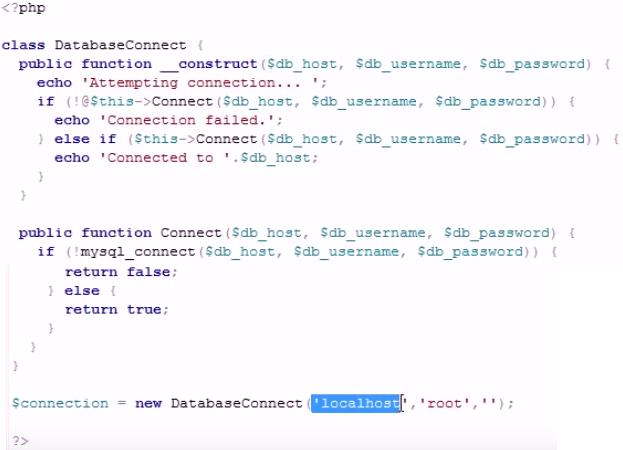 <?php
class DatabaseConnect {
public function __construct($db_host, $db_username, $db_password) {
echo 'Attempting connection... ';
if (!@$this->Connect($db_host, $db_username, $db_password)) {
echo 'Connection failed.';
} else if ($this->Connect($db_host, $db_username, $db_password)) {
echo 'Connected to '.$db_host;
}
}
public function Connect($db_host, $db_username, $db_password) {
if (!mysql_connect($db_host, $db_username, $db_password)) {
return false;
} else {
return true;
}
}
}
$connection = new DatabaseConnect('localhost','root','');
?>